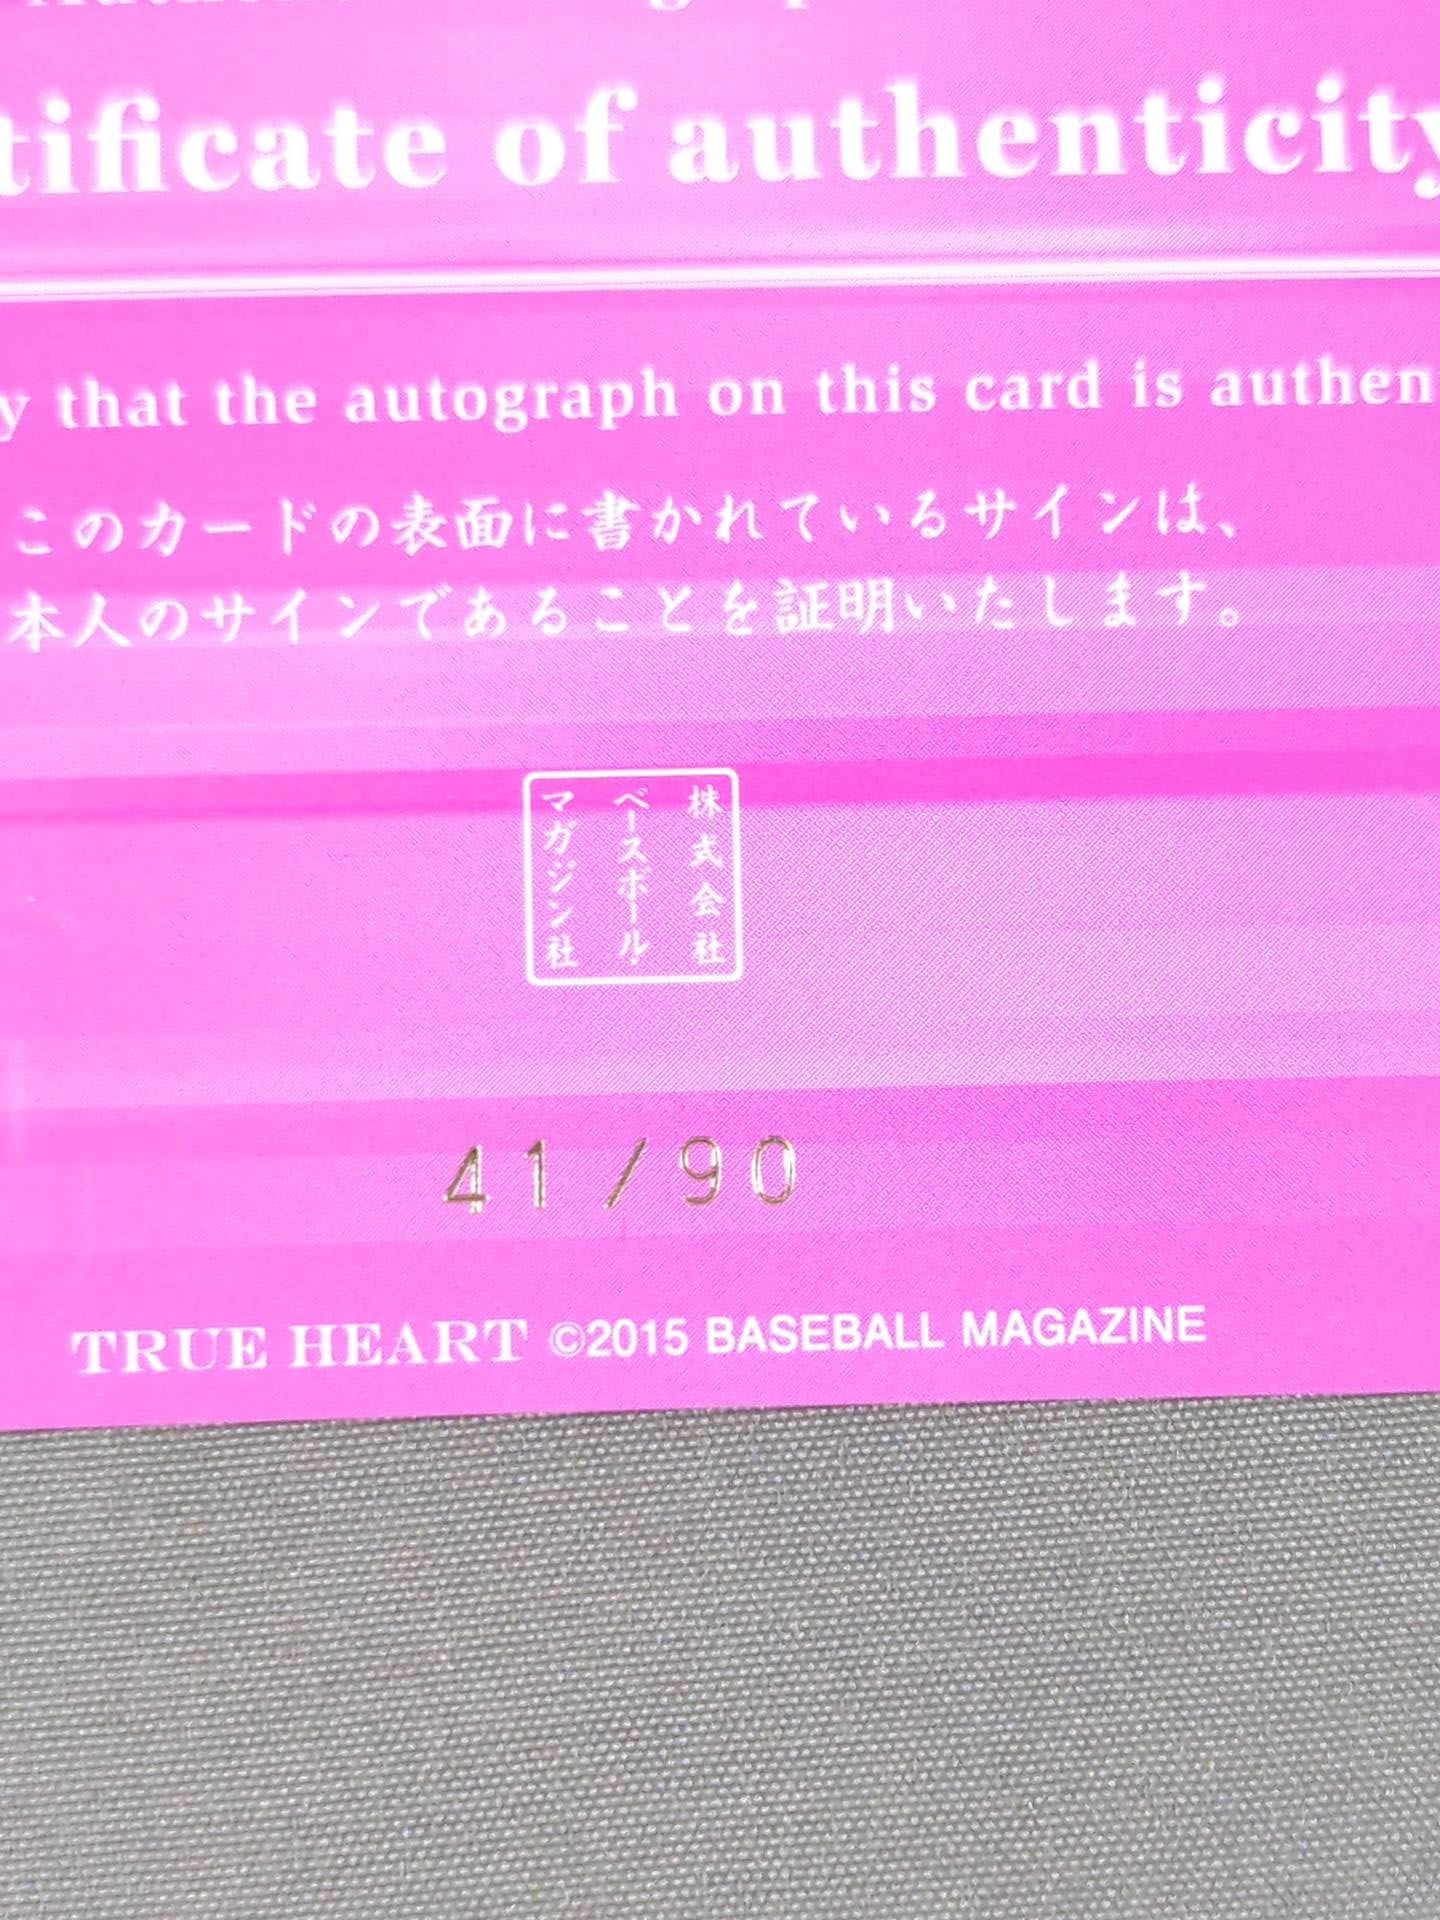 tificate of authenticity
y that the autograph on this card is authen
このカードの表面に書かれているサインは、
本人のサインであることを証明いたします。
株式会社
ベースボール・
マガジン社
41/90
TRUE HEART ©2015 BASEBALL MAGAZINE